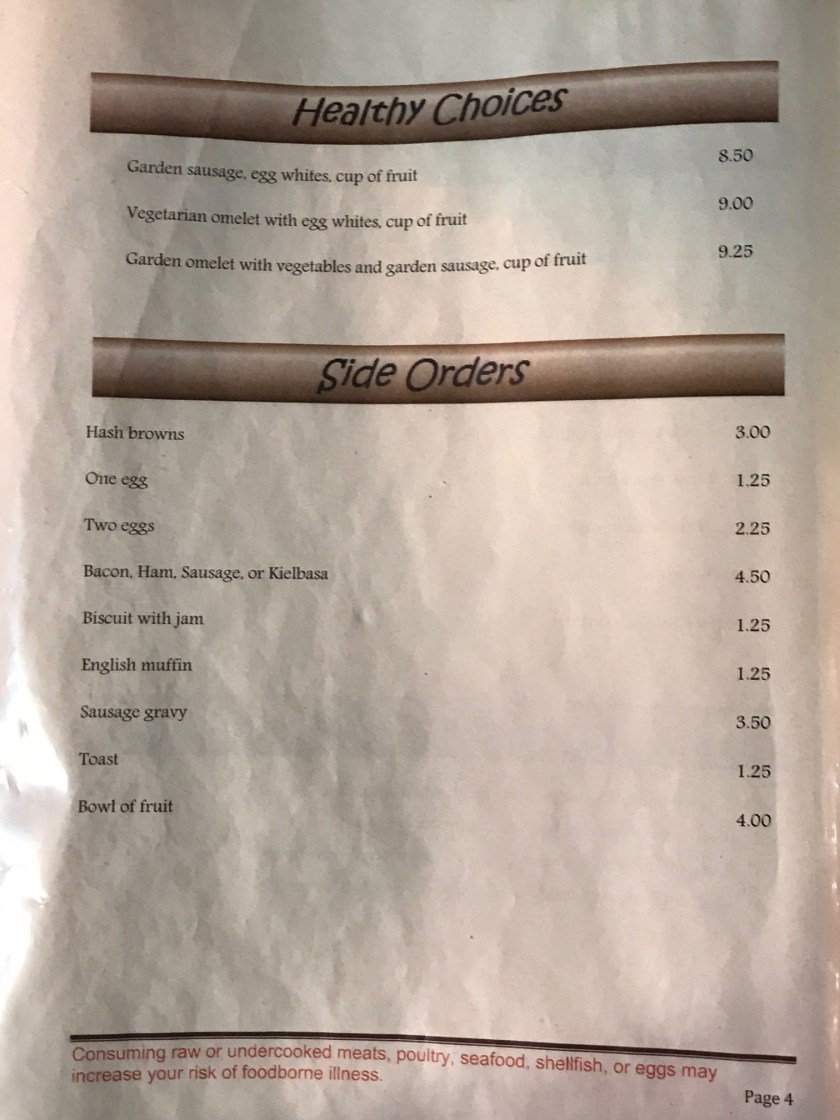 Healthy Choices
Garden sausage, egg whites, cup of fruit 8.50
Vegetarian omelet with egg whites, cup of fruit 9.00
Garden omelet with vegetables and garden sausage, cup of fruit 9.25
Side Orders
Hash browns 3.00
One egg 1.25
Two eggs 2.25
Bacon, Ham, Sausage, or Kielbasa 4.50
Biscuit with jam 1.25
English muffin 1.25
Sausage gravy 3.50
Toast 1.25
Bowl of fruit 4.00
Consuming raw or undercooked meats, poultry, seafood, shellfish, or eggs may
increase your risk of foodborne illness.
Page 4